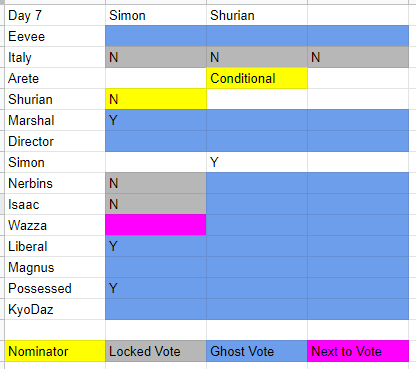 Day 7 Simon Shurian
Eevee
Italy N N N
Arete Conditional
Shurian N
Marshal Y
Director
Simon Y
Nerbins N
Isaac N
Wazza
Liberal Y
Magnus
Possessed Y
KyoDaz
Nominator Locked Vote Ghost Vote Next to Vote